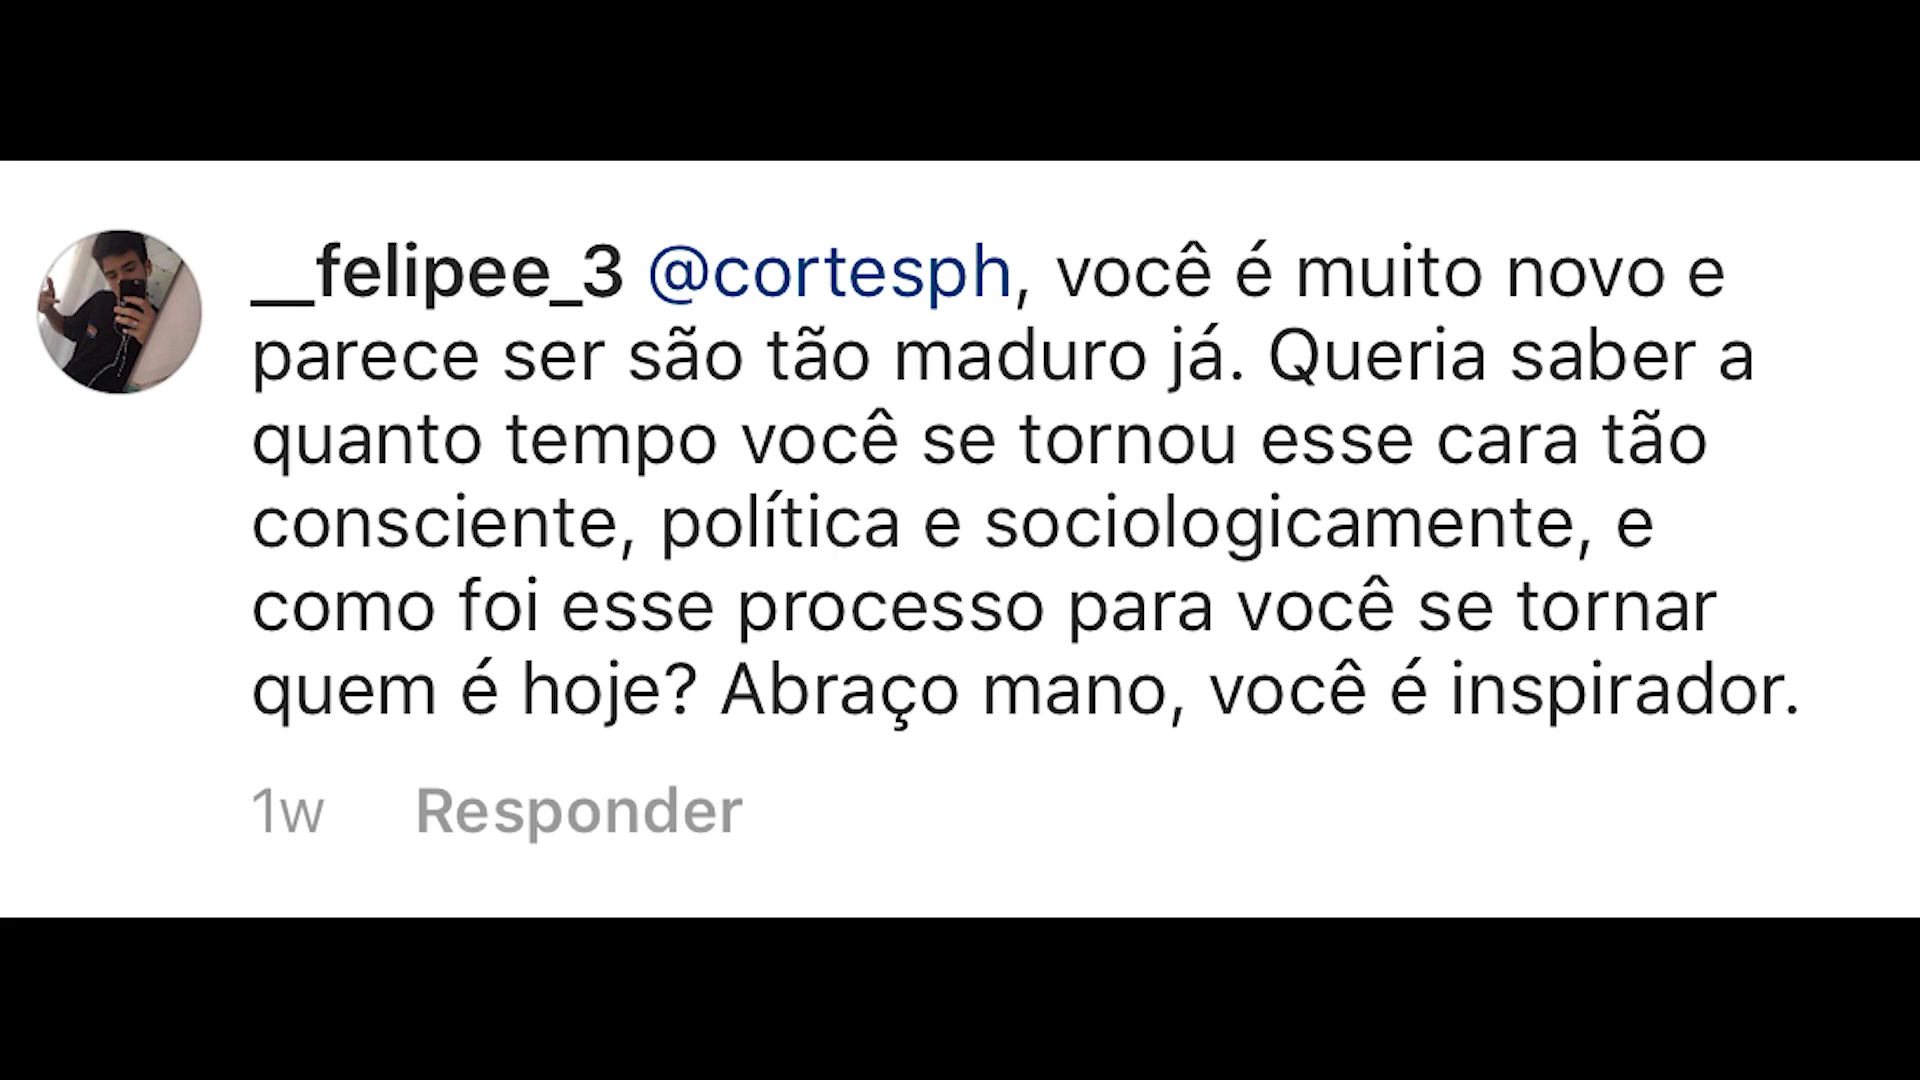 __felipee_3 @cortesph, você é muito novo e
parece ser são tão maduro já. Queria saber a
quanto tempo você se tornou esse cara tão
consciente, política e sociologicamente, e
como foi esse processo para você se tornar
quem é hoje? Abraço mano, você é inspirador.
1w Responder